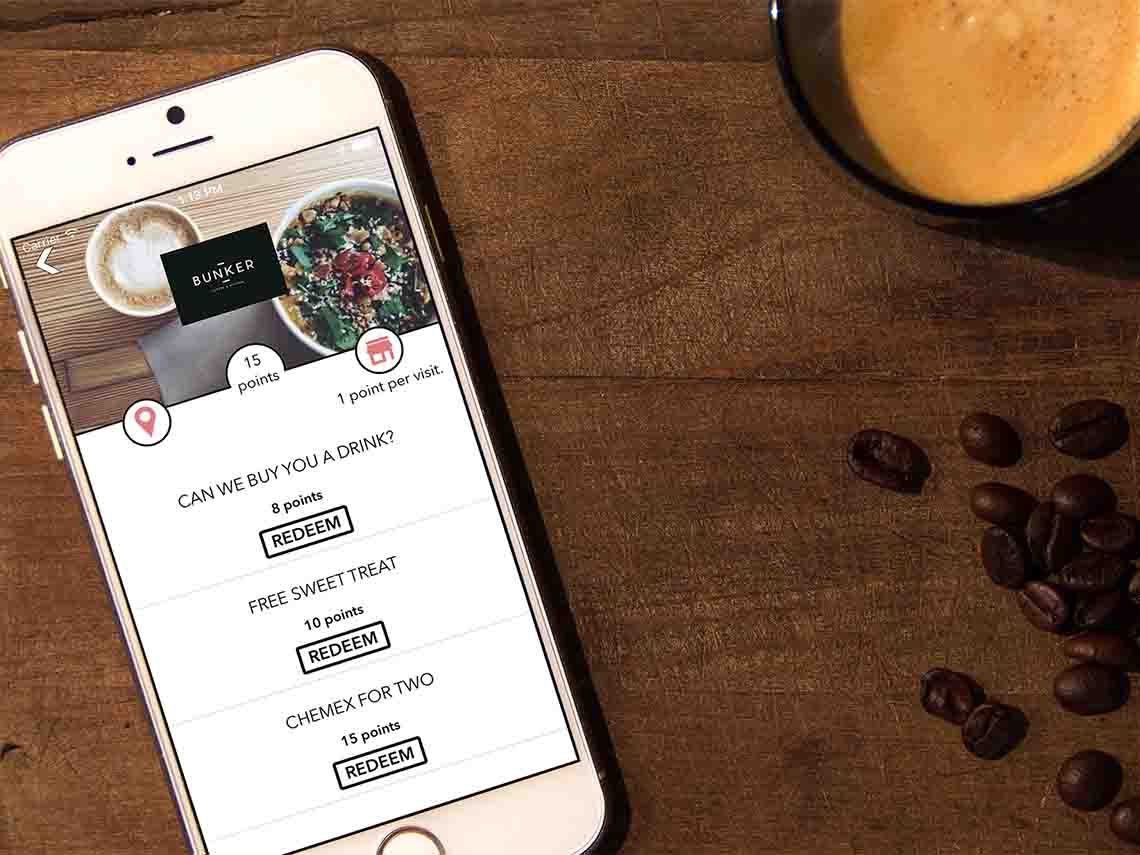 Carrier
1:18 PM
BUNKER
15
points
1 point per visit.
CAN WE BUY YOU A DRINK?
8 points
REDEEM
FREE SWEET TREAT
10 points
REDEEM
CHEMEX FOR TWO
15 points
REDEEM